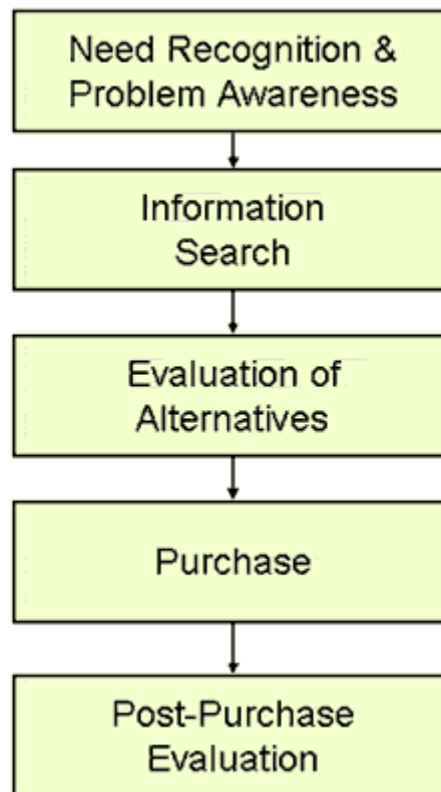 Need Recognition &
Problem Awareness
Information
Search
Evaluation of
Alternatives
Purchase
Post-Purchase
Evaluation